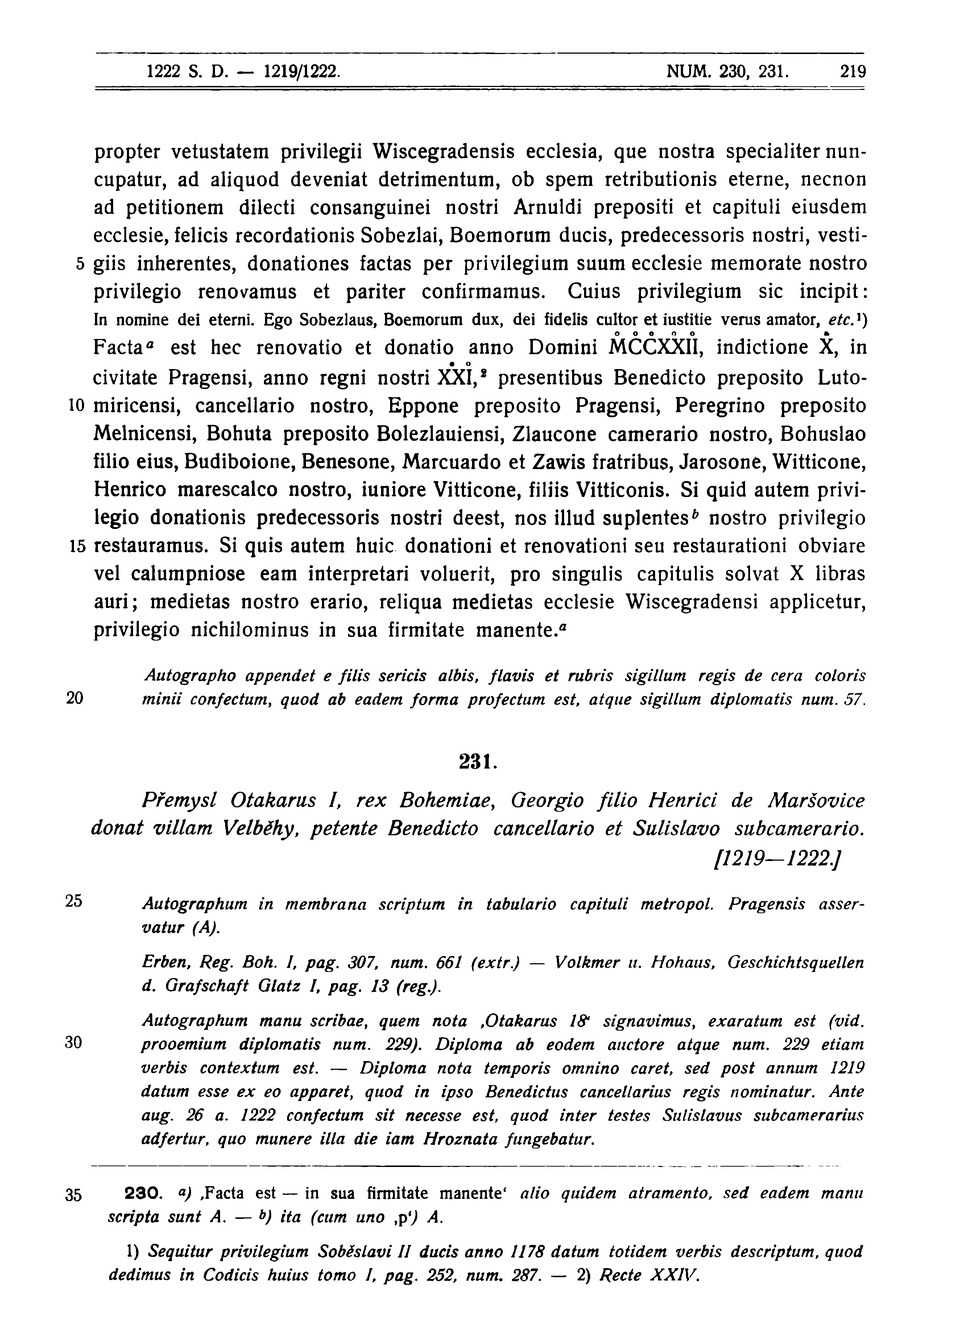 1222 S. D. — 1219/1222. NUM. 230, 231. 219
propter vetustatem privilegii Wiscegradensis ecclesia, que nostra specialiter nun-
cupatur, ad aliquod deveniat detrimentum, ob spem retributionis eterne, necnon
ad petitionem dilecti consanguinei nostri Arnuldi prepositi et capituli eiusdem
ecclesie, felicis recordationis Sobezlai, Boemorum ducis, predecessoris nostri, vesti-
5 giis inherentes, donationes factas per privilegium suum ecclesie memorate nostro
privilegio renovamus et pariter confirmamus. Cuius privilegium sic incipit:
In nomine dei eterni. Ego Sobezlaus, Boemorum dux, dei fidelis cultor et iustitie verus amator, etc.¹)
Factaᵃ est hec renovatio et donatio anno Domini M̊C̊C̊X̊X̊I̊I̊, indictione X̊, in
civitate Pragensi, anno regni nostri X̊X̊I̊,² presentibus Benedicto preposito Luto-
10 miricensi, cancellario nostro, Eppone preposito Pragensi, Peregrino preposito
Melnicensi, Bohuta preposito Bolezlauiensi, Zlaucone camerario nostro, Bohuslao
filio eius, Budiboione, Benesone, Marcuardo et Zawis fratribus, Jarosone, Witticone,
Henrico marescalco nostro, iuniore Vitticone, filiis Vitticonis. Si quid autem privi-
legio donationis predecessoris nostri deest, nos illud suplentesᵇ nostro privilegio
15 restauramus. Si quis autem huic donationi et renovationi seu restaurationi obviare
vel calumpniose eam interpretari voluerit, pro singulis capitulis solvat X libras
auri; medietas nostro erario, reliqua medietas ecclesie Wiscegradensi applicetur,
privilegio nichilominus in sua firmitate manente.ᵃ
Autographo appendet e filis sericis albis, flavis et rubris sigillum regis de cera coloris
20 minii confectum, quod ab eadem forma profectum est, atque sigillum diplomatis num. 57.
231.
Přemysl Otakarus I, rex Bohemiae, Georgio filio Henrici de Maršovice
donat villam Velběhy, petente Benedicto cancellario et Sulislavo subcamerario.
[1219—1222.]
25 Autographum in membrana scriptum in tabulario capituli metropol. Pragensis asser-
vatur (A).
Erben, Reg. Boh. I, pag. 307, num. 661 (extr.) — Volkmer u. Hohaus, Geschichtsquellen
d. Grafschaft Glatz I, pag. 13 (reg.).
Autographum manu scribae, quem nota ‚Otakarus 18‘ signavimus, exaratum est (vid.
30 prooemium diplomatis num. 229). Diploma ab eodem auctore atque num. 229 etiam
verbis contextum est. — Diploma nota temporis omnino caret, sed post annum 1219
datum esse ex eo apparet, quod in ipso Benedictus cancellarius regis nominatur. Ante
aug. 26 a. 1222 confectum sit necesse est, quod inter testes Sulislavus subcamerarius
adfertur, quo munere illa die iam Hroznata fungebatur.
35 230. a) ‚Facta est — in sua firmitate manente‘ alio quidem atramento, sed eadem manu
scripta sunt A. — b) ita (cum uno ‚p‘) A.
1) Sequitur privilegium Soběslavi II ducis anno 1178 datum totidem verbis descriptum, quod
dedimus in Codicis huius tomo I, pag. 252, num. 287. — 2) Recte XXIV.